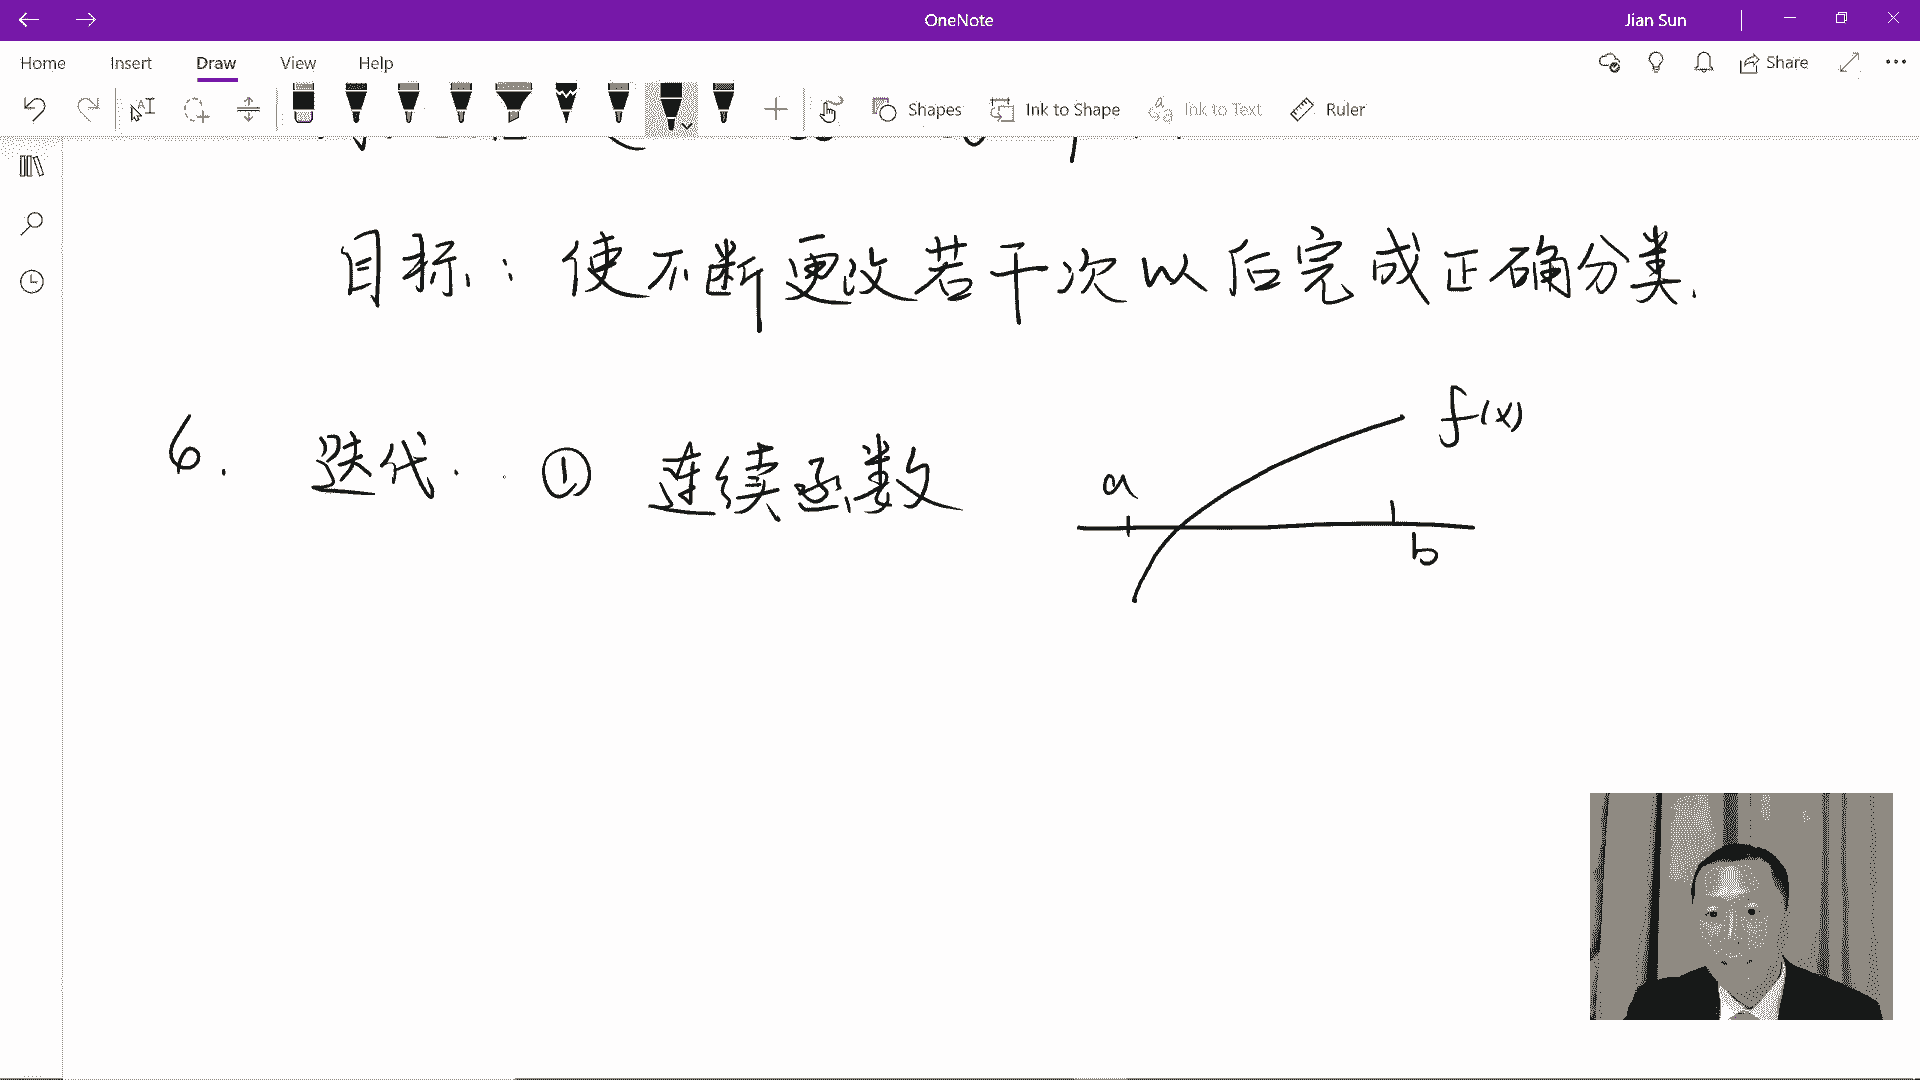 OneNote
Jian Sun
Home Insert Draw View Help
Share
Shapes Ink to Shape Ink to Text Ruler
目标：使不断更改若干次以后完成正确分类.
6. 迭代. ① 连续函数
f(x)
a
b